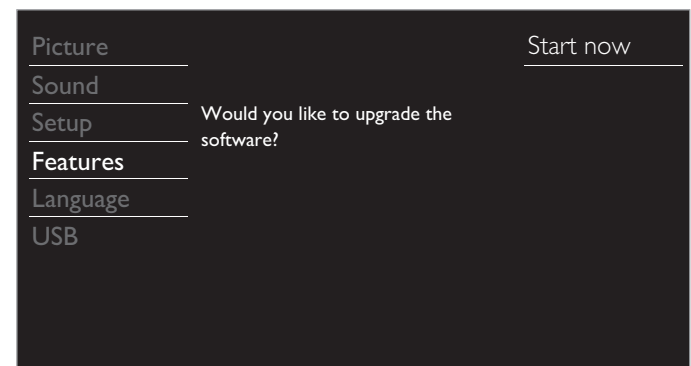 Picture
Sound
Setup
Features
Language
USB
Would you like to upgrade the
software?
Start now